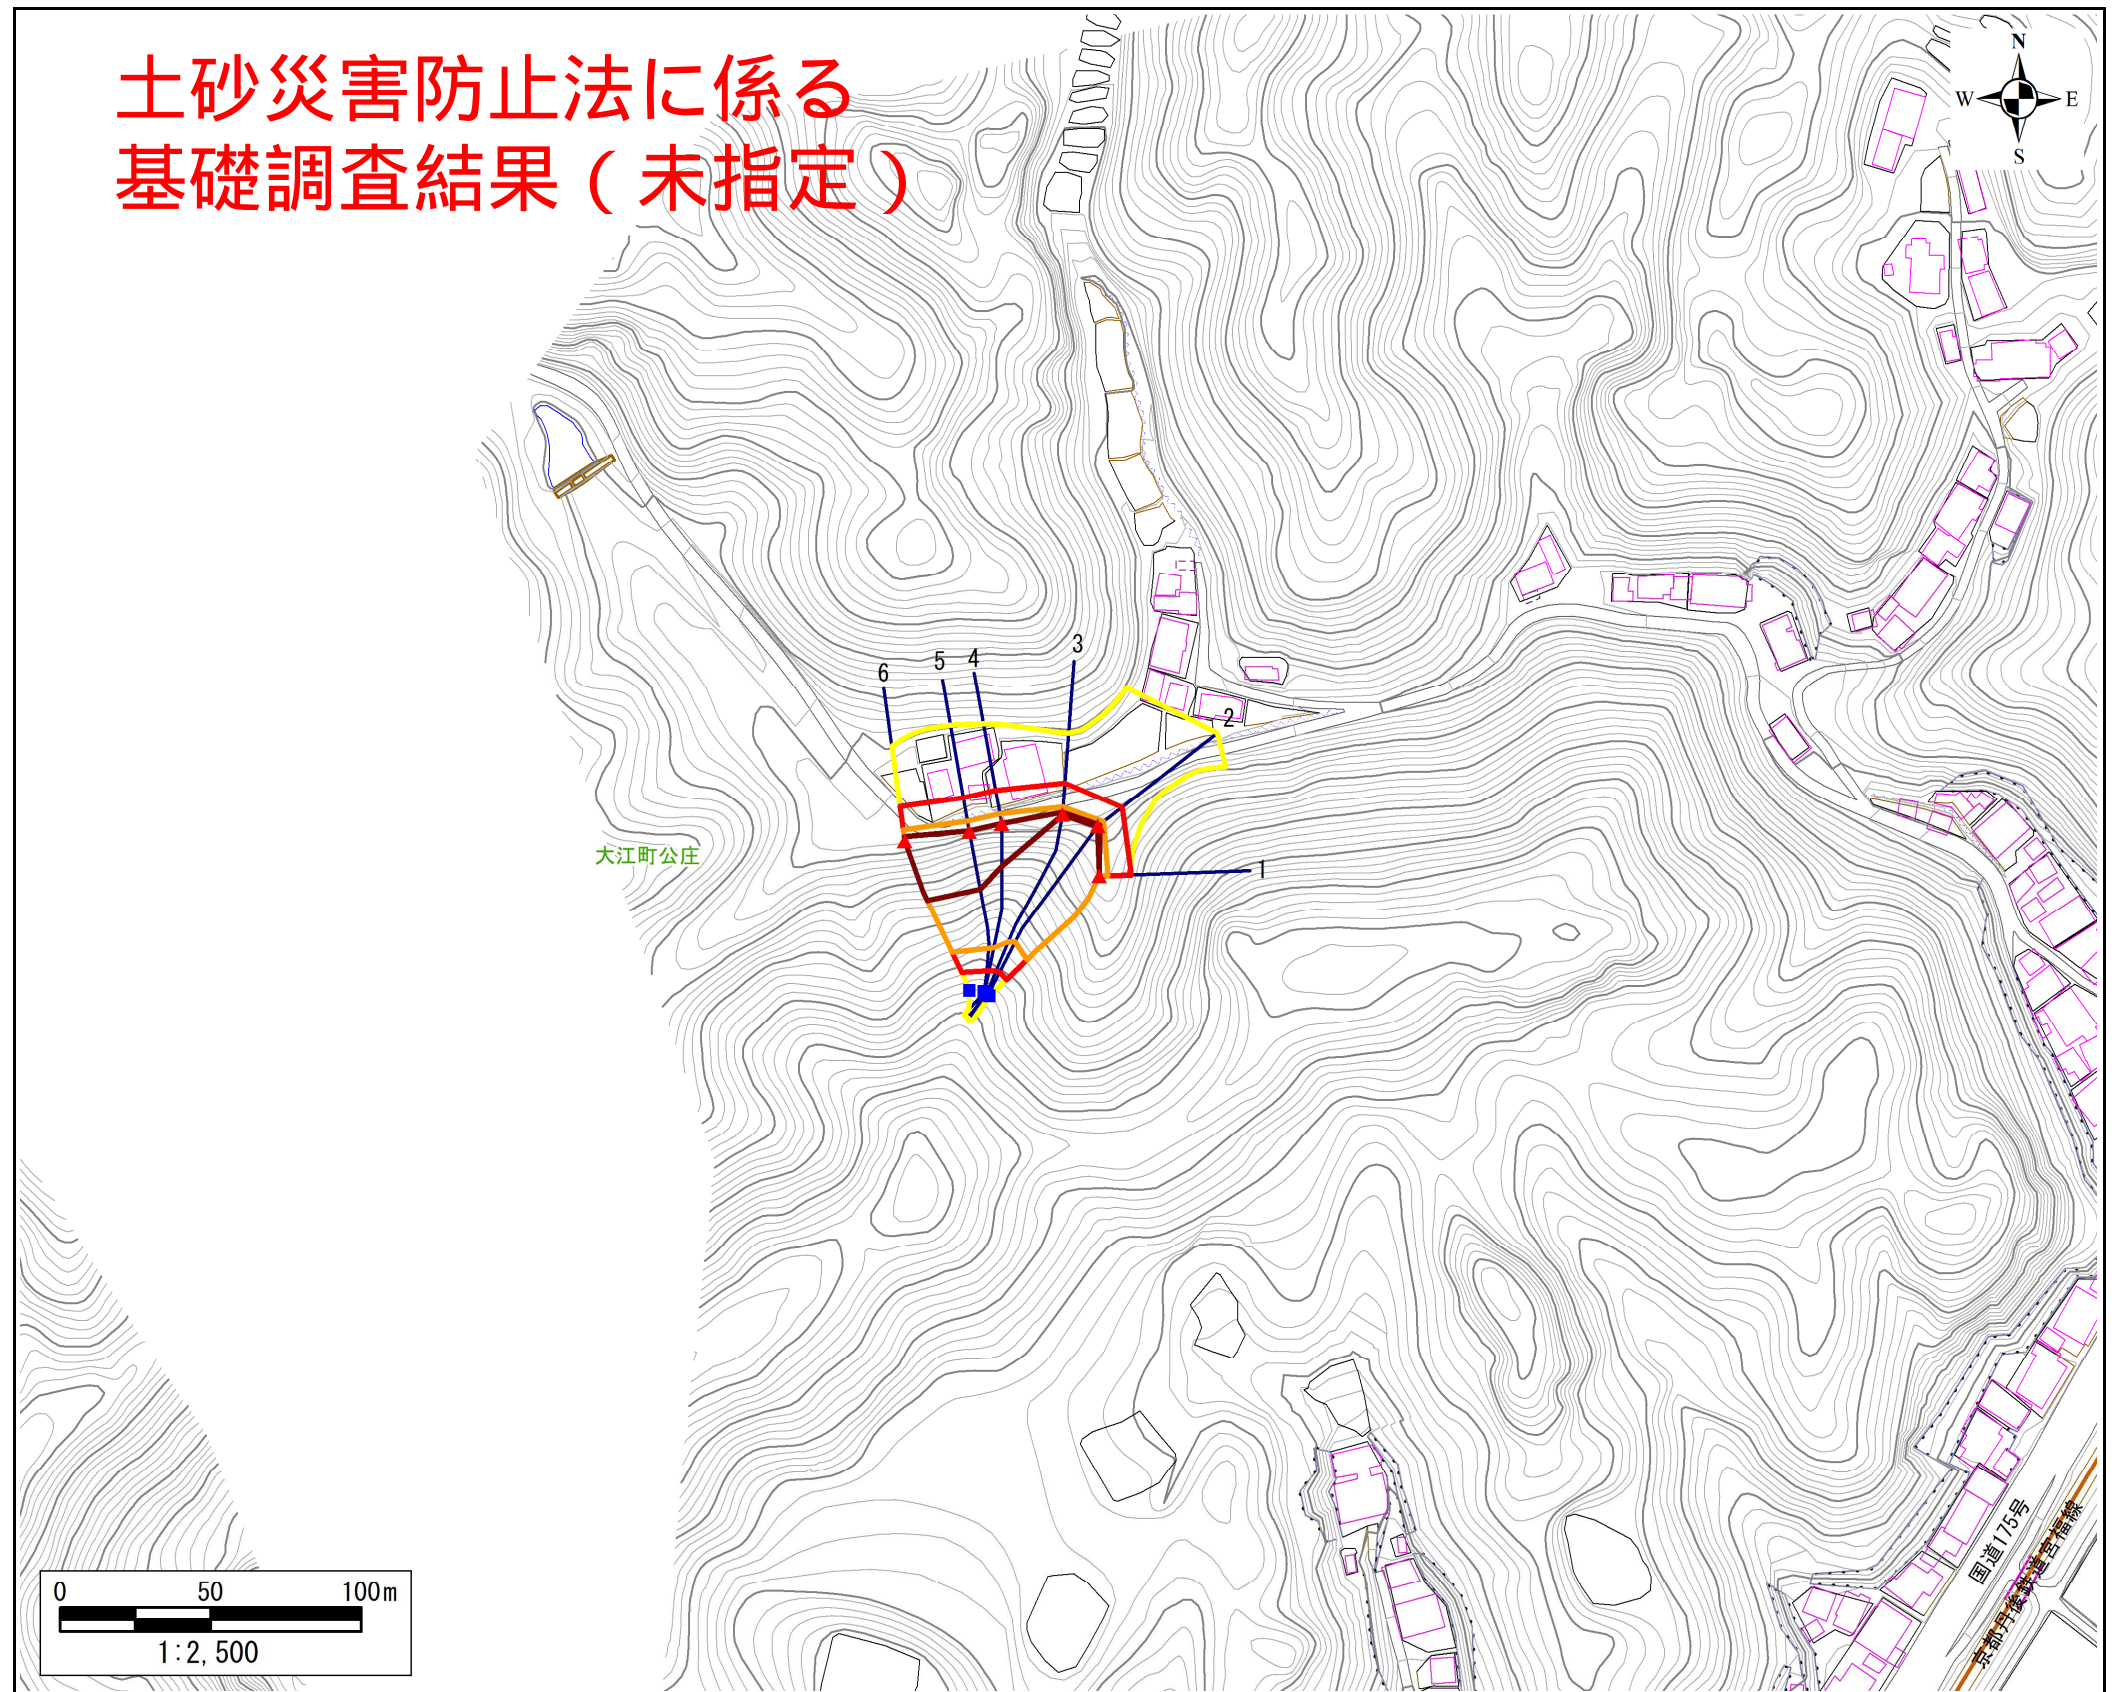 土砂災害防止法に係る
基礎調査結果（未指定）
N
W E
S
3
5 4
6
2
大江町公庄
1
国道175号
京都丹後鉄道宮福線
0 50 100m
1:2,500